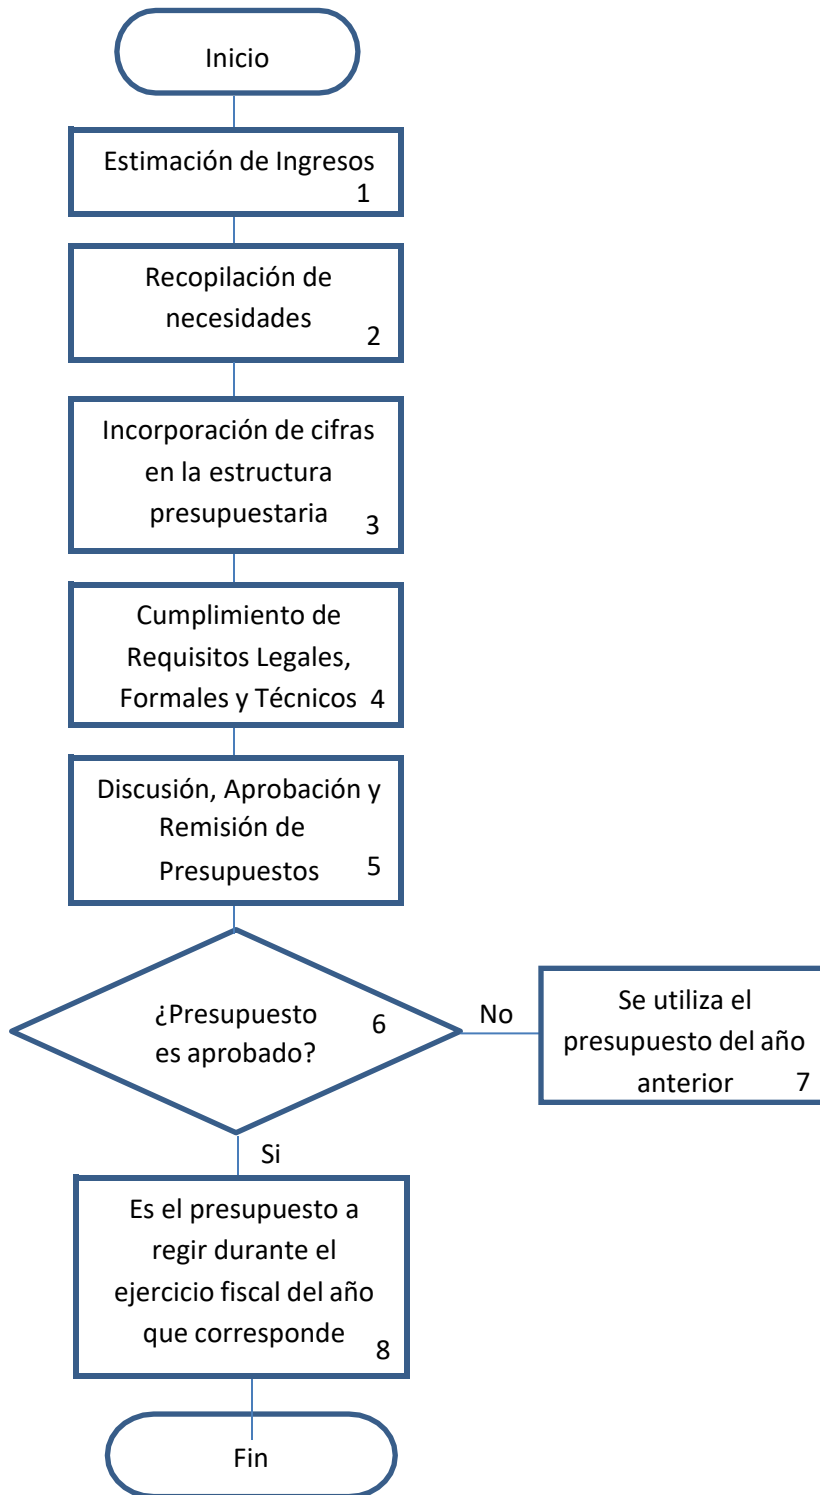 Inicio
Estimación de Ingresos
1
Recopilación de
necesidades
2
Incorporación de cifras
en la estructura
presupuestaria
3
Cumplimiento de
Requisitos Legales,
Formales y Técnicos 4
Discusión, Aprobación y
Remisión de
Presupuestos 5
¿Presupuesto
es aprobado?
6
No
Se utiliza el
presupuesto del año
anterior 7
Si
Es el presupuesto a
regir durante el
ejercicio fiscal del año
que corresponde
8
Fin